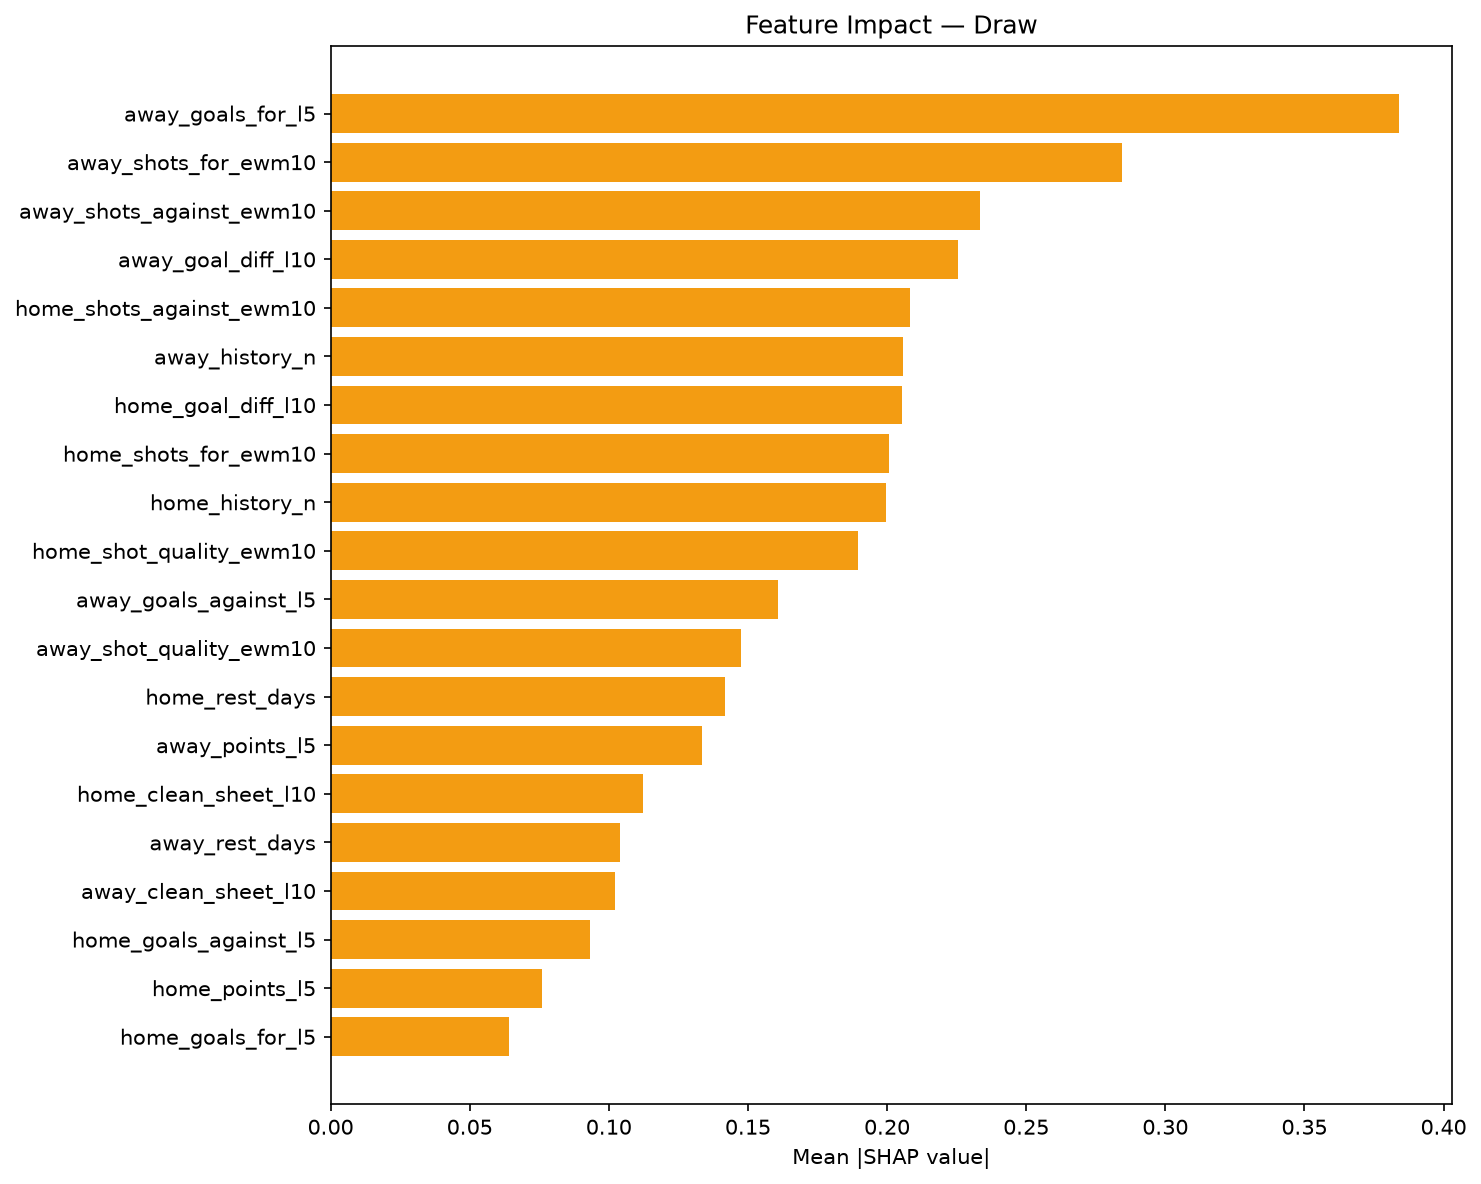 Feature Impact — Draw
away_goals_for_l5
away_shots_for_ewm10
away_shots_against_ewm10
away_goal_diff_l10
home_shots_against_ewm10
away_history_n
home_goal_diff_l10
home_shots_for_ewm10
home_history_n
home_shot_quality_ewm10
away_goals_against_l5
away_shot_quality_ewm10
home_rest_days
away_points_l5
home_clean_sheet_l10
away_rest_days
away_clean_sheet_l10
home_goals_against_l5
home_points_l5
home_goals_for_l5
0.00 0.05 0.10 0.15 0.20 0.25 0.30 0.35 0.40
Mean |SHAP value|